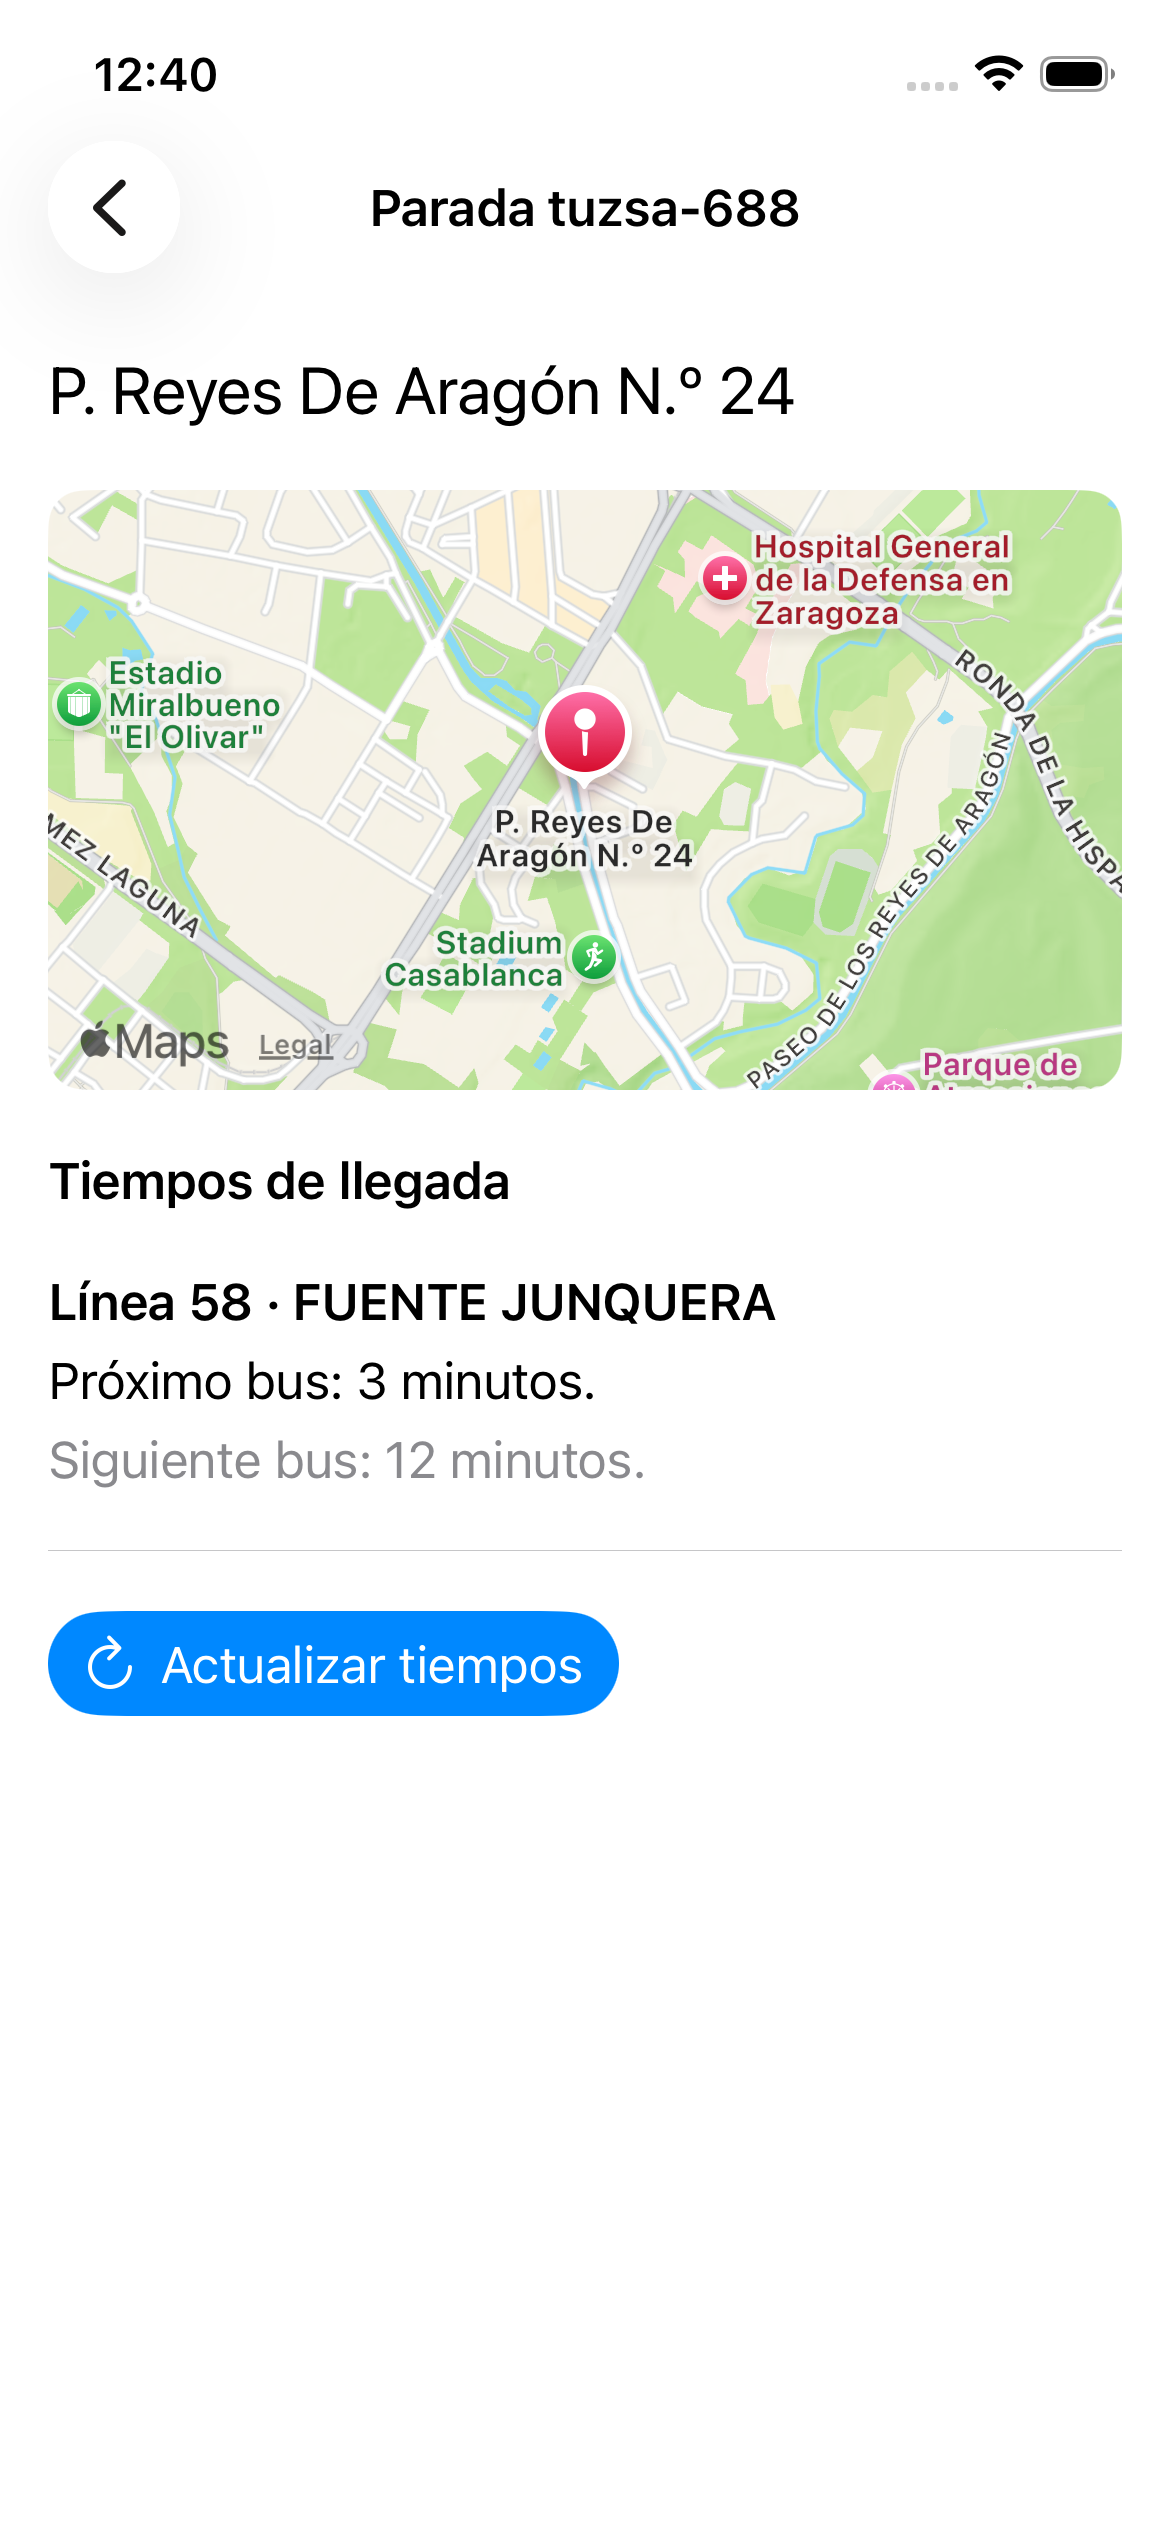 12:40
Parada tuzsa-688
P. Reyes De Aragón N.º 24
Hospital General
de la Defensa en
Zaragoza
Estadio
Miralbueno
"El Olivar"
RONDA DE LA HISPA
P. Reyes De
Aragón N.º 24
MEZ LAGUNA
PASEO DE LOS REYES DE ARAGÓN
Stadium
Casablanca
Maps
Legal
Parque de
Tiempos de llegada
Línea 58 · FUENTE JUNQUERA
Próximo bus: 3 minutos.
Siguiente bus: 12 minutos.
Actualizar tiempos